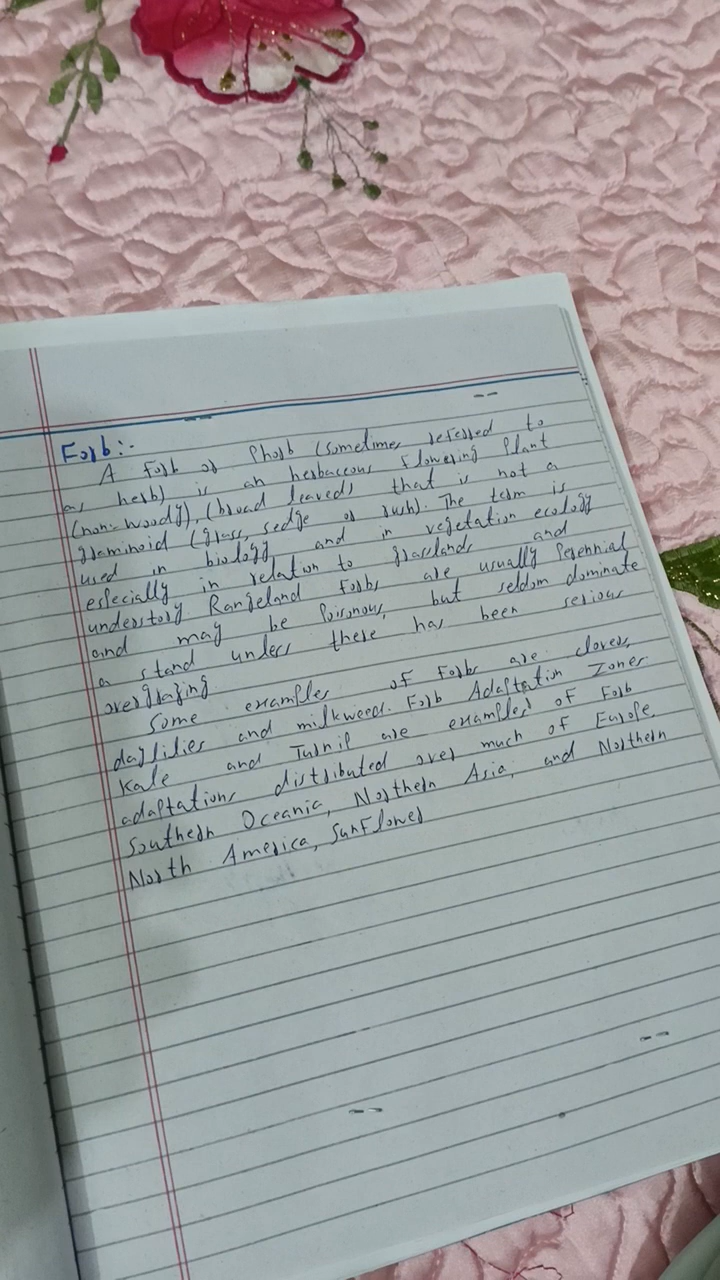 Forb:-
A Forb or Phorb (sometimes refersed to
as herb) is an herbaceous Flowering Plant
(non-woody), (broad leaved) that is not a
graminoid (grass, sedge or rush). The term is
used in biology and in vegetation ecology
especially in relation to grasslands and
understory. Rangeland Forbs are usually Perennial
and may be Poisonous, but seldom dominate
a stand unless there has been serious
overgrazing.
Some examples of Forbs are clover,
daylilies and milkweed. Forb Adaptation Zones
Kale and Turnip are examples of Forb
adaptations distributed over much of Europe,
Southern Oceania, Northern Asia, and Northern
North America, SunFlower